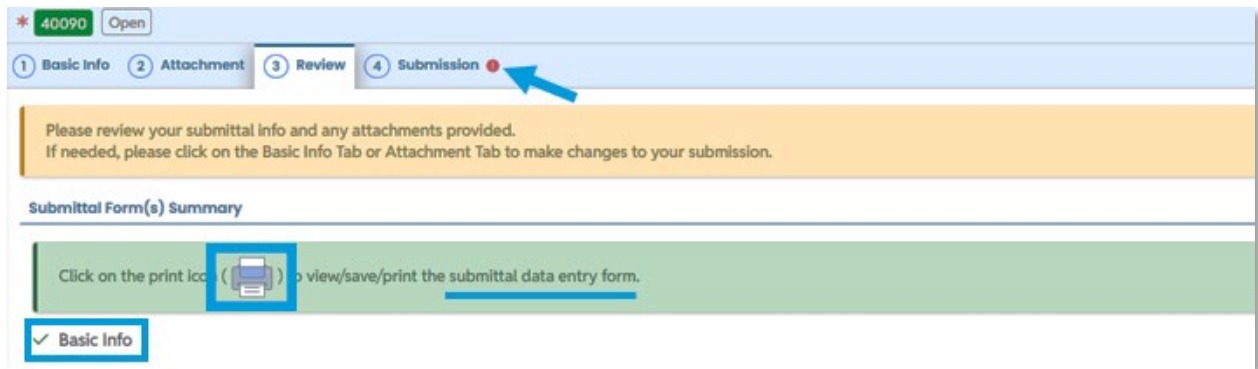 * 40090 Open
1 Basic Info 2 Attachment 3 Review 4 Submission
Please review your submittal info and any attachments provided.
If needed, please click on the Basic Info Tab or Attachment Tab to make changes to your submission.
Submittal Form(s) Summary
Click on the print ico ( ) o view/save/print the submittal data entry form.
Basic Info